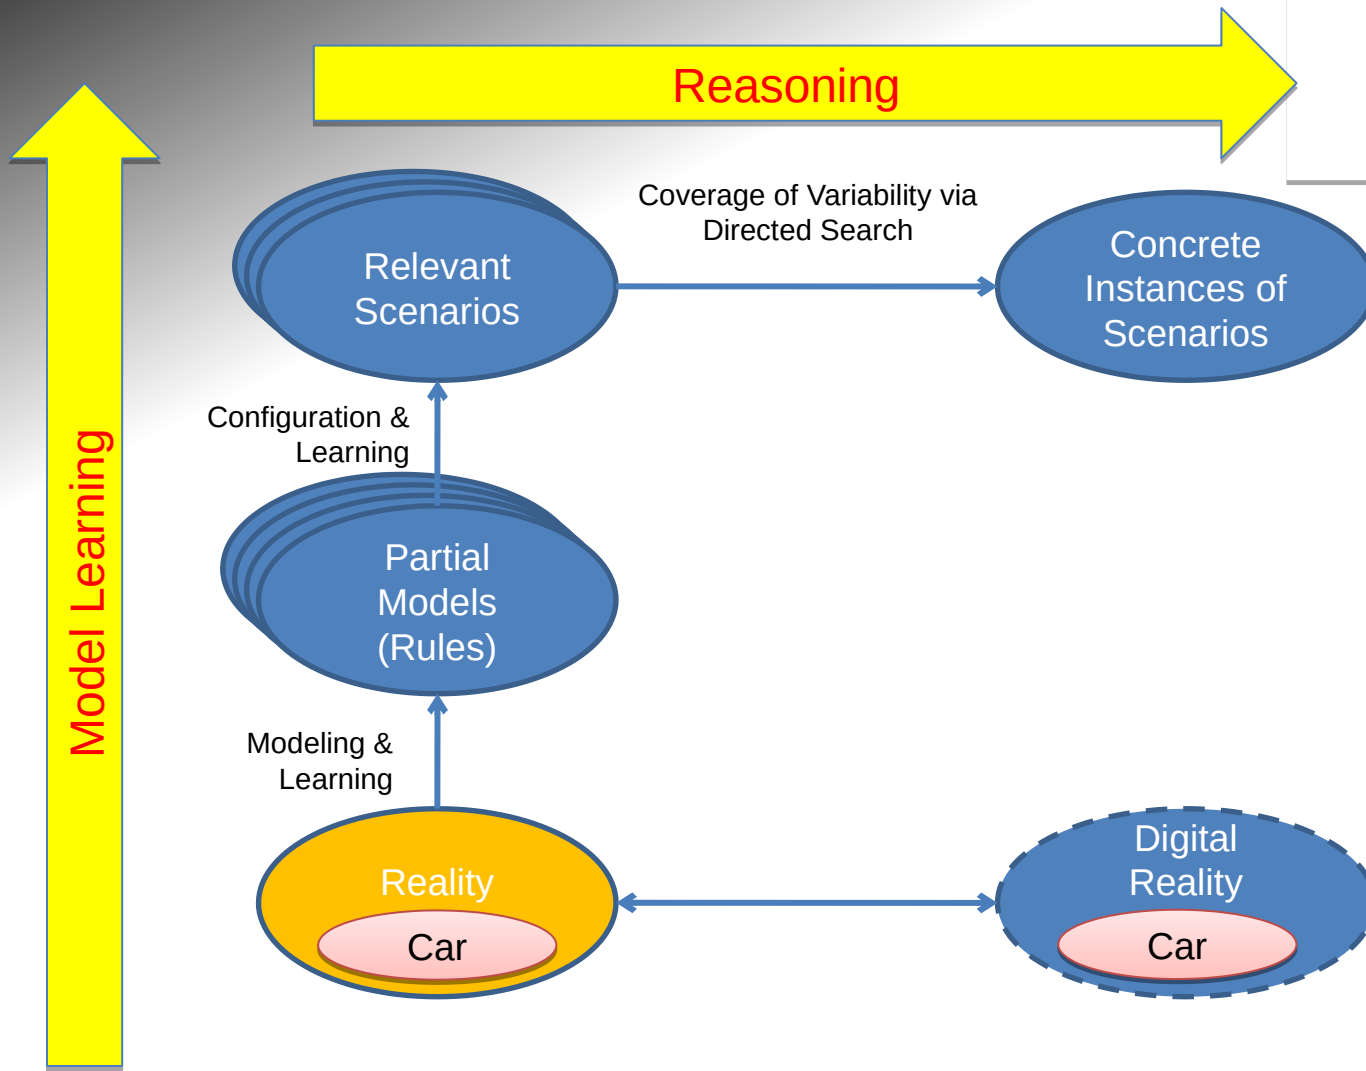 Reasoning
Coverage of Variability via
Directed Search
Relevant
Scenarios
Concrete
Instances of
Scenarios
Configuration &
Learning
Model Learning
Partial
Models
(Rules)
Modeling &
Learning
Reality
Car
Digital
Reality
Car